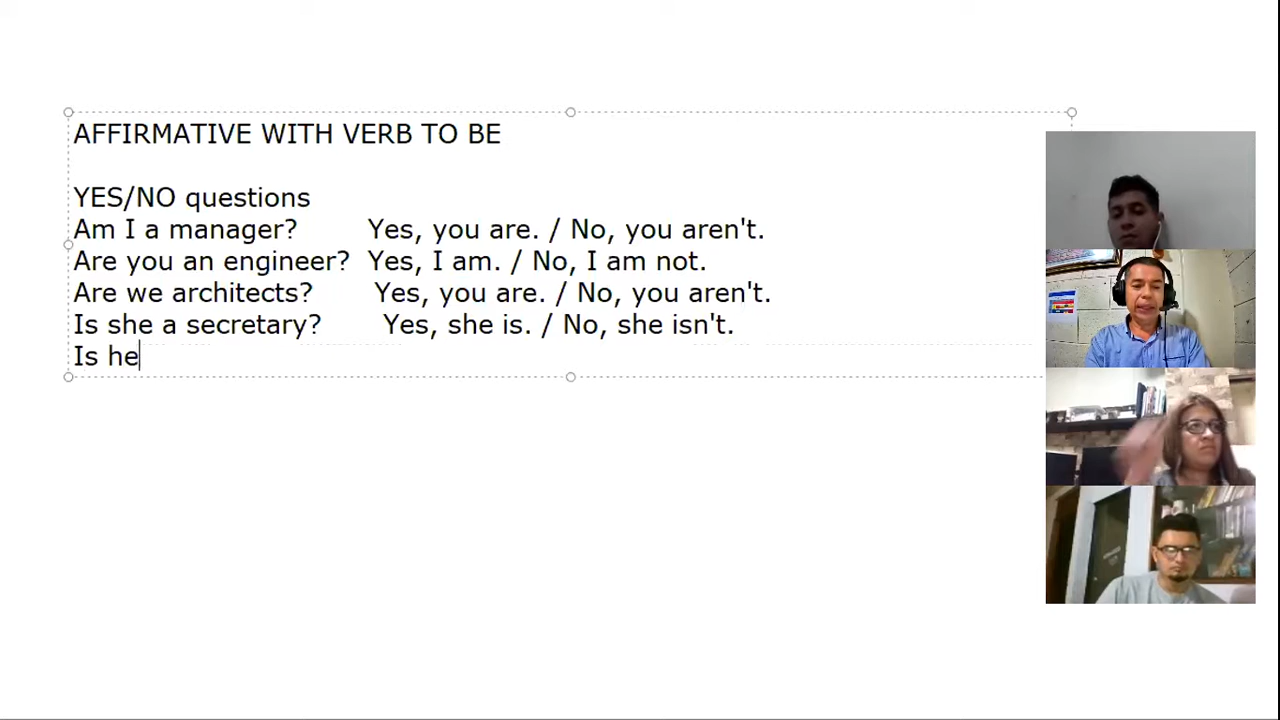 AFFIRMATIVE WITH VERB TO BE
YES/NO questions
Am I a manager? Yes, you are. / No, you aren't.
Are you an engineer? Yes, I am. / No, I am not.
Are we architects? Yes, you are. / No, you aren't.
Is she a secretary? Yes, she is. / No, she isn't.
Is he